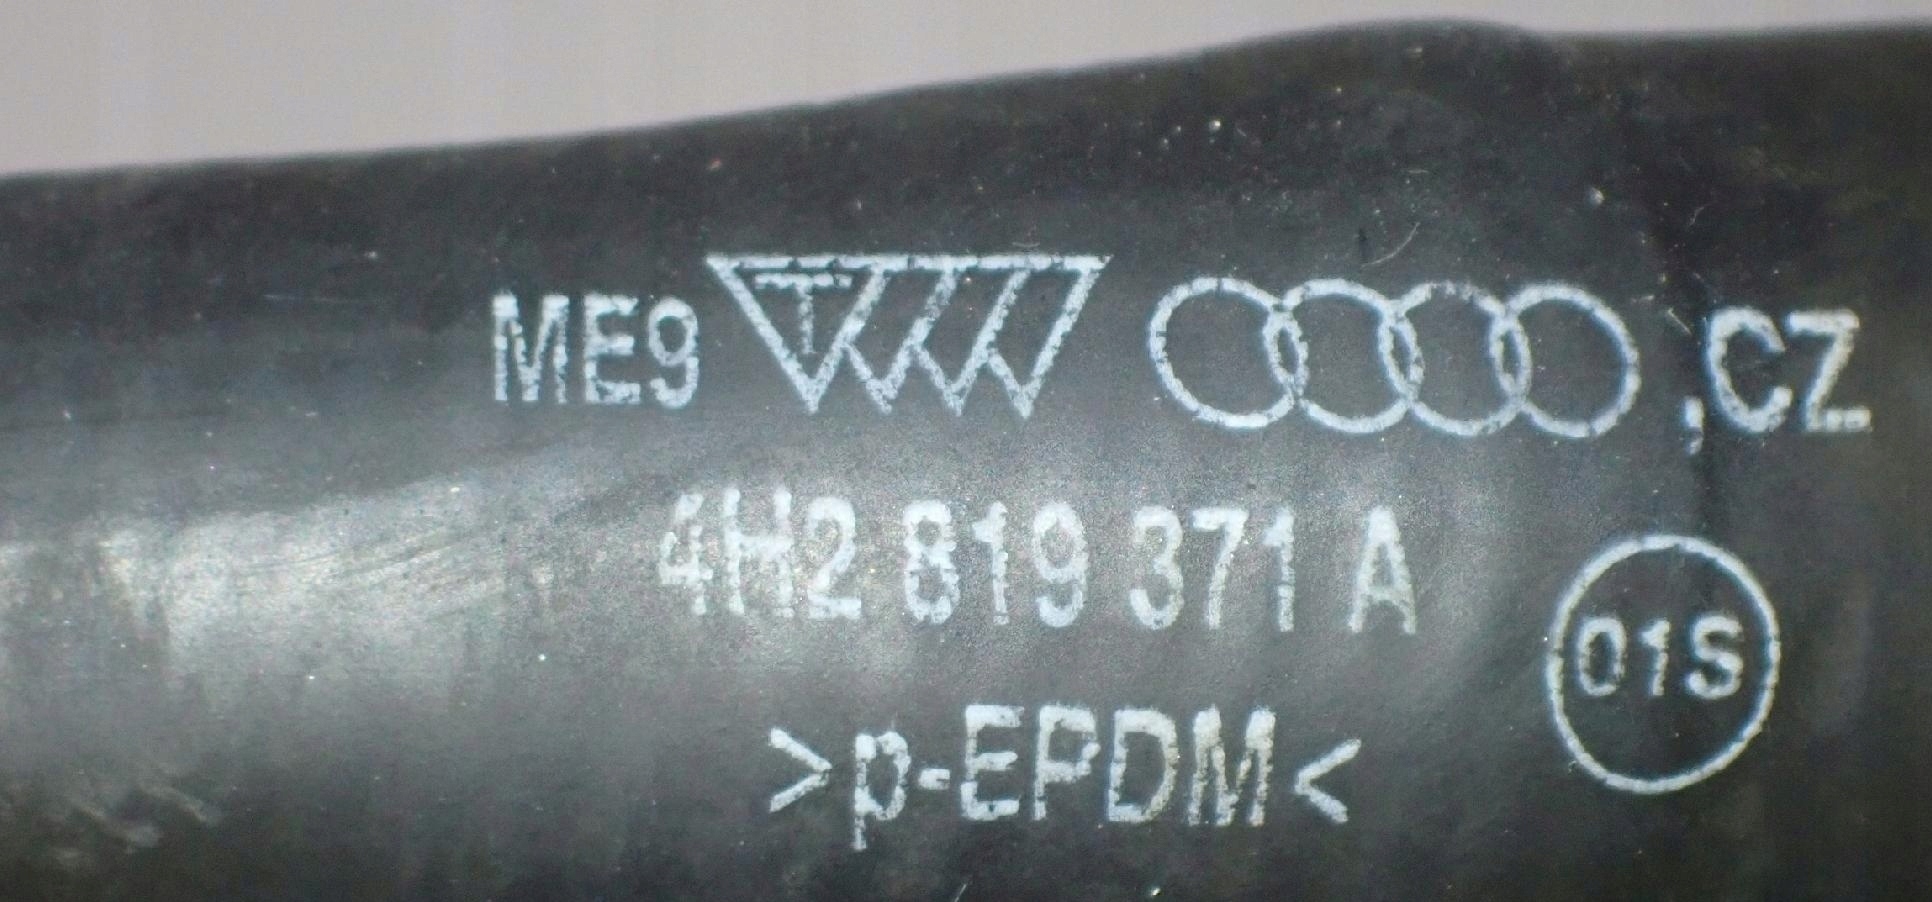 ME9 T ,CZ
4H2 819 371 A
01S
>p-EPDM<